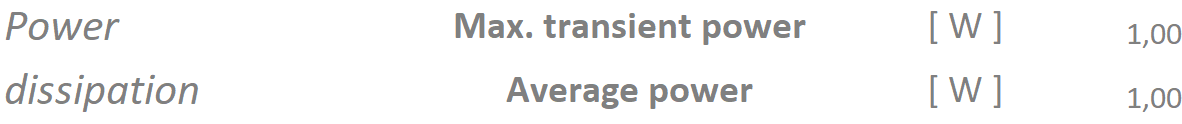 Power Max. transient power [ W ] 1,00
dissipation Average power [ W ] 1,00